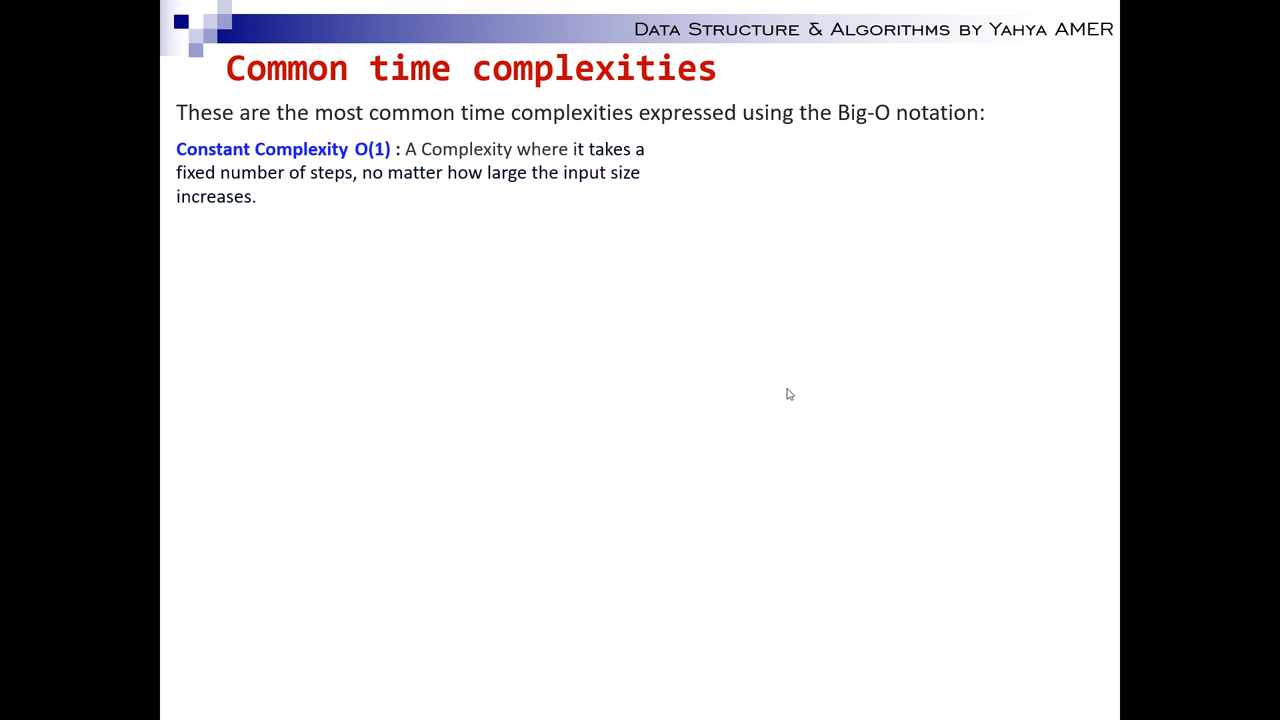 Data Structure & Algorithms by Yahya AMER
Common time complexities
These are the most common time complexities expressed using the Big-O notation:
Constant Complexity O(1) : A Complexity where it takes a
fixed number of steps, no matter how large the input size
increases.